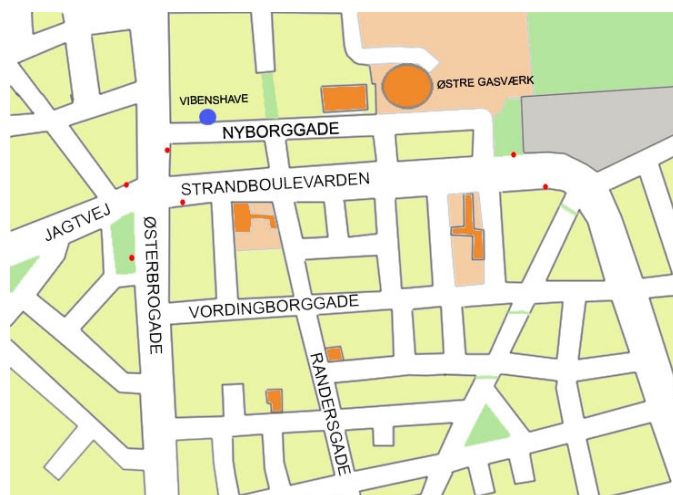 ØSTRE GASVÆRK
VIBENSHAVE
NYBORGGADE
STRANDBOULEVARDEN
JAGTVEJ
ØSTERBROGADE
VORDINGBORGGADE
RANDERSGADE